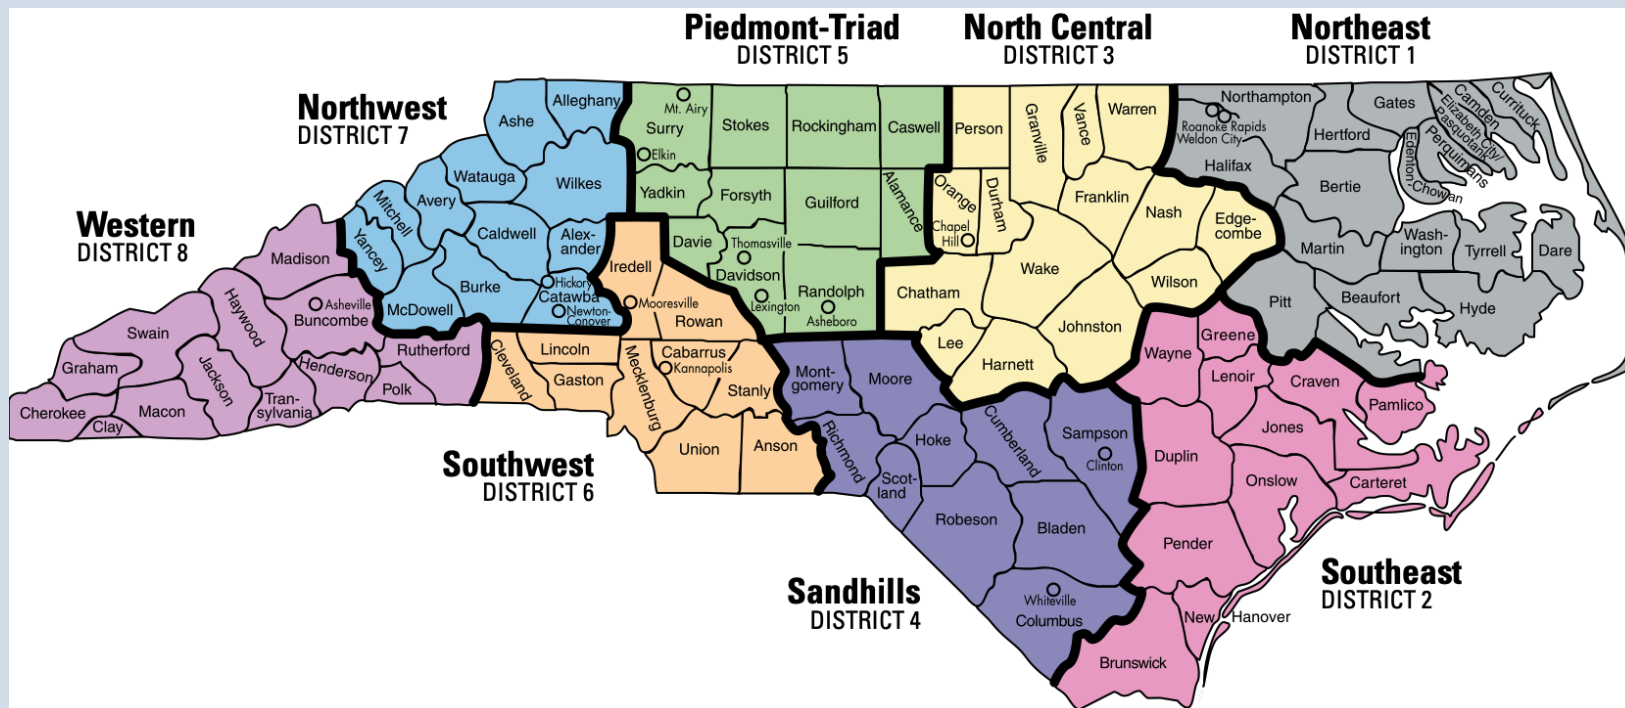 Piedmont-Triad
DISTRICT 5
North Central
DISTRICT 3
Northeast
DISTRICT 1
Northwest
DISTRICT 7
Western
DISTRICT 8
Southwest
DISTRICT 6
Sandhills
DISTRICT 4
Southeast
DISTRICT 2
Ashe
Alleghany
Watauga
Wilkes
Mitchell
Avery
Yancey
Caldwell
Alex-
ander
Burke
McDowell
Hickory
Catawba
Newton-
Conover
Madison
Haywood
Asheville
Buncombe
Swain
Graham
Jackson
Henderson
Rutherford
Polk
Tran-
sylvania
Macon
Cherokee
Clay
Mt. Airy
Surry
Elkin
Stokes
Rockingham
Caswell
Yadkin
Forsyth
Guilford
Alamance
Davie
Thomasville
Davidson
Lexington
Randolph
Asheboro
Iredell
Mooresville
Rowan
Cleveland
Lincoln
Gaston
Mecklenburg
Cabarrus
Kannapolis
Stanly
Union
Anson
Person
Granville
Vance
Warren
Orange
Durham
Chapel
Hill
Franklin
Nash
Edge-
combe
Wake
Wilson
Chatham
Johnston
Lee
Harnett
Northampton
Roanoke Rapids
Weldon City
Halifax
Hertford
Gates
Camden
Currituck
Elizabeth City/
Pasquotank
Perquimans
Edenton
-Chowan
Bertie
Martin
Wash-
ington
Tyrrell
Dare
Pitt
Beaufort
Hyde
Mont-
gomery
Moore
Richmond
Hoke
Scot-
land
Cumberland
Sampson
Clinton
Robeson
Bladen
Whiteville
Columbus
Wayne
Greene
Lenoir
Craven
Pamlico
Jones
Duplin
Onslow
Carteret
Pender
New
Hanover
Brunswick